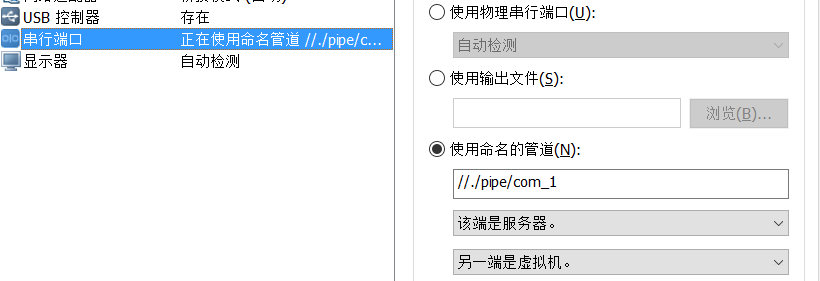 USB 控制器 存在
串行端口 正在使用命名管道 //./pipe/c...
显示器 自动检测
使用物理串行端口(U):
自动检测
使用输出文件(S):
浏览(B)...
使用命名的管道(N):
//./pipe/com_1
该端是服务器。
另一端是虚拟机。